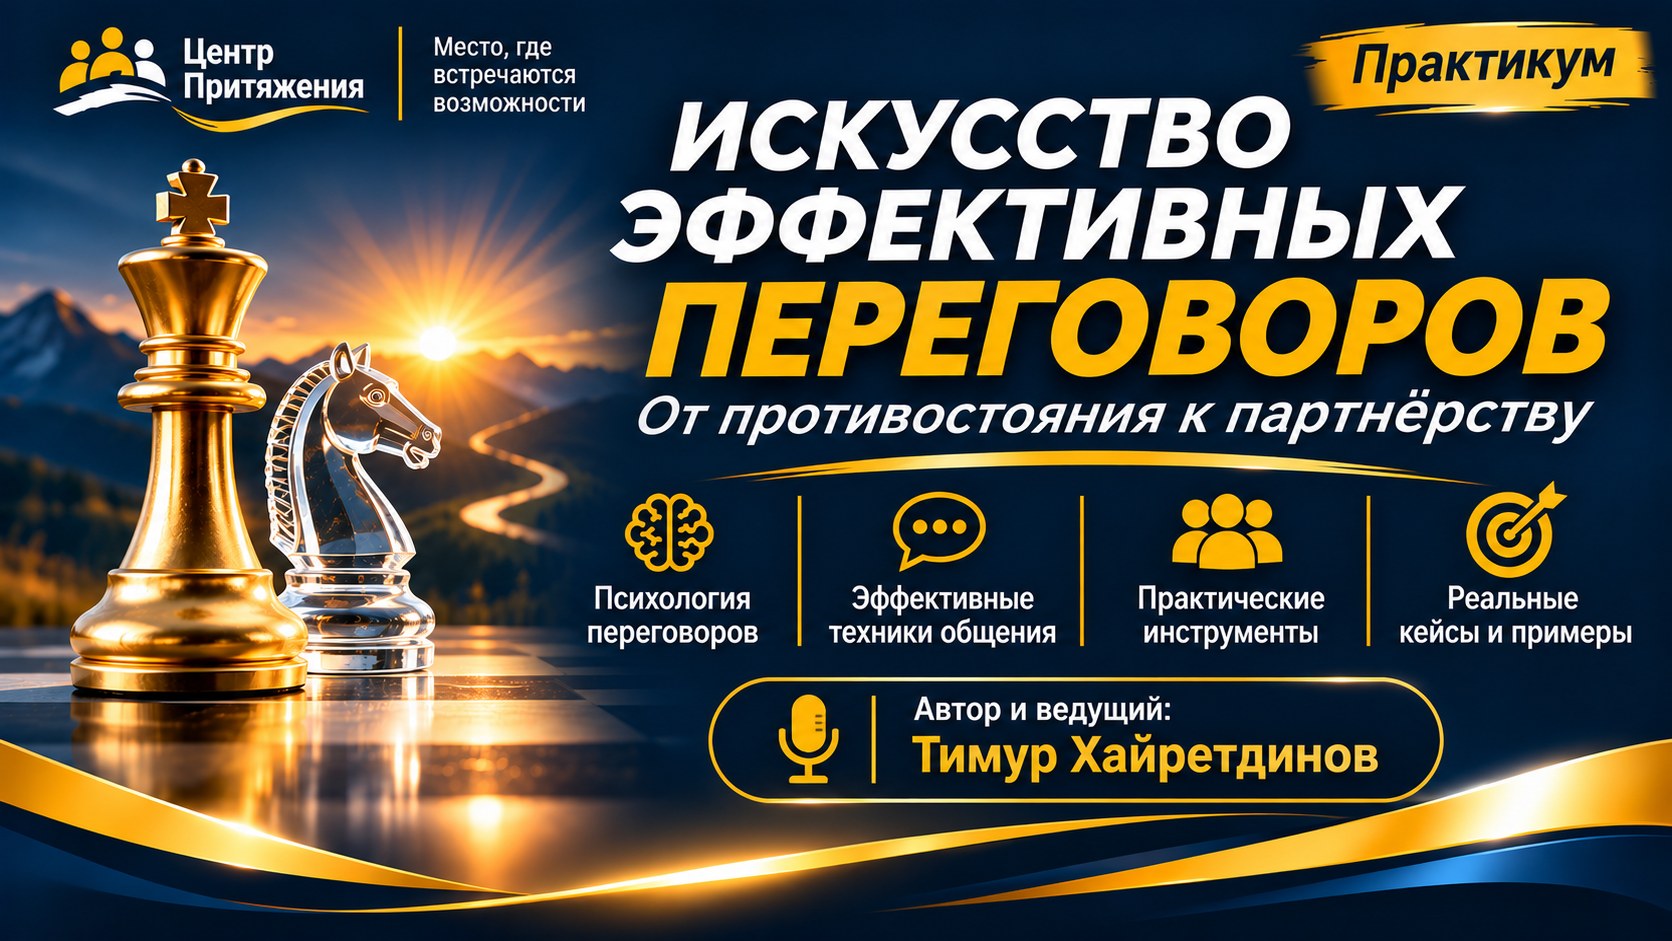 Центр
Притяжения
Место, где
встречаются
возможности
Практикум
ИСКУССТВО
ЭФФЕКТИВНЫХ
ПЕРЕГОВОРОВ
От противостояния к партнёрству
Психология
переговоров
Эффективные
техники общения
Практические
инструменты
Реальные
кейсы и примеры
Автор и ведущий:
Тимур Хайретдинов